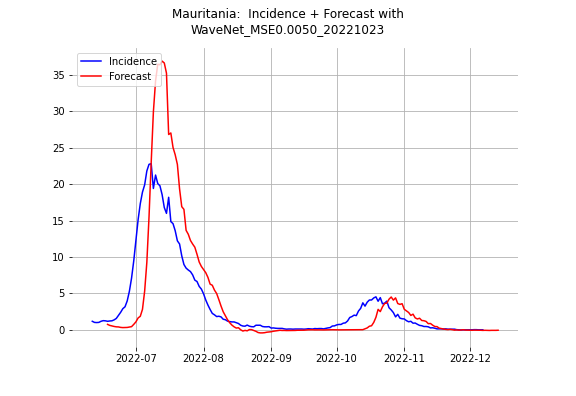 Mauritania:  Incidence + Forecast with
WaveNet_MSE0.0050_20221023
Incidence
Forecast
35
30
25
20
15
10
5
0
2022-07 2022-08 2022-09 2022-10 2022-11 2022-12